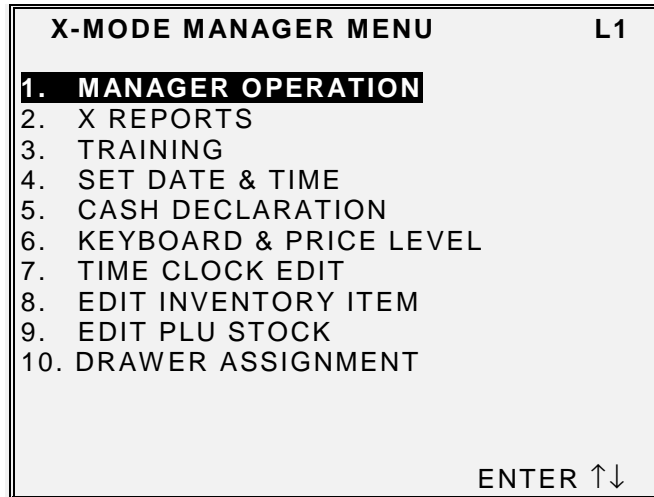 X-MODE MANAGER MENU L1
1. MANAGER OPERATION
2. X REPORTS
3. TRAINING
4. SET DATE & TIME
5. CASH DECLARATION
6. KEYBOARD & PRICE LEVEL
7. TIME CLOCK EDIT
8. EDIT INVENTORY ITEM
9. EDIT PLU STOCK
10. DRAWER ASSIGNMENT
ENTER ↑↓